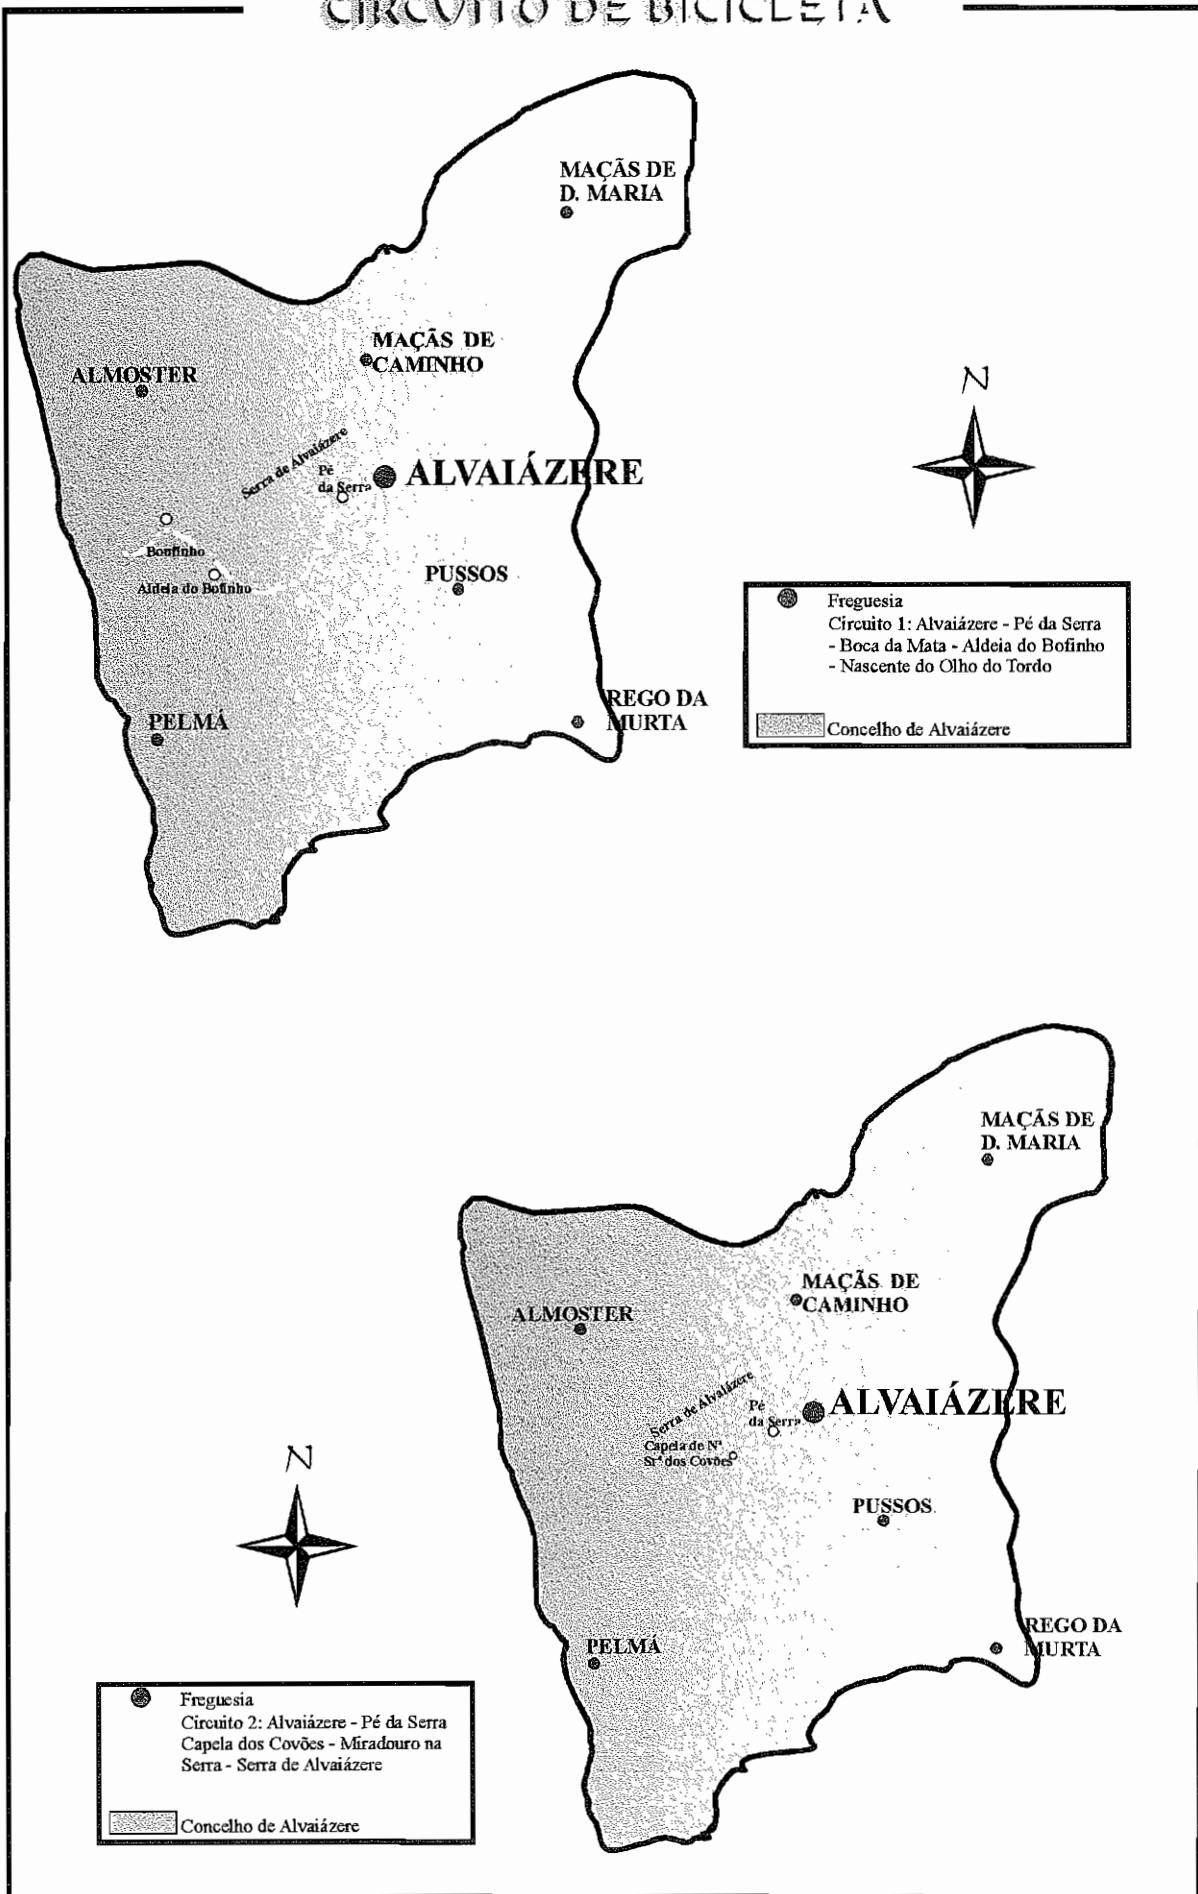 CIRCUITO DE BICICLETA
MAÇÃS DE
D. MARIA
MAÇÃS DE
CAMINHO
ALMOSTER
Serra de Alvaiázere
Pé
da Serra
ALVAIÁZERE
Bonfinho
Aldeia do Bofinho
PUSSOS
PELMÁ
REGO DA
MURTA
N
Freguesia
Circuito 1: Alvaiázere - Pé da Serra
- Boca da Mata - Aldeia do Bofinho
- Nascente do Olho do Tordo
Concelho de Alvaiázere
MAÇÃS DE
D. MARIA
MAÇÃS DE
CAMINHO
ALMOSTER
Serra de Alvaiázere
Pé
da Serra
ALVAIÁZERE
Capela de Nª
Srª dos Covões
PUSSOS
PELMÁ
REGO DA
MURTA
N
Freguesia
Circuito 2: Alvaiázere - Pé da Serra
Capela dos Covões - Miradouro na
Serra - Serra de Alvaiázere
Concelho de Alvaiázere